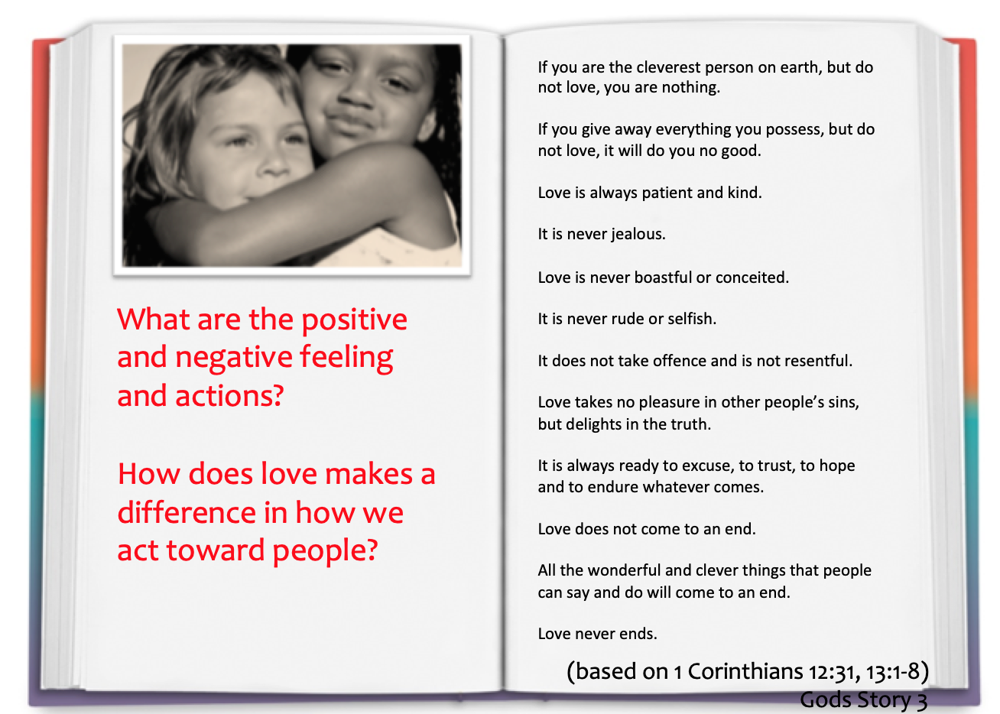 What are the positive
and negative feeling
and actions?
How does love makes a
difference in how we
act toward people?
If you are the cleverest person on earth, but do
not love, you are nothing.
If you give away everything you possess, but do
not love, it will do you no good.
Love is always patient and kind.
It is never jealous.
Love is never boastful or conceited.
It is never rude or selfish.
It does not take offence and is not resentful.
Love takes no pleasure in other people’s sins,
but delights in the truth.
It is always ready to excuse, to trust, to hope
and to endure whatever comes.
Love does not come to an end.
All the wonderful and clever things that people
can say and do will come to an end.
Love never ends.
(based on 1 Corinthians 12:31, 13:1-8)
Gods Story 3